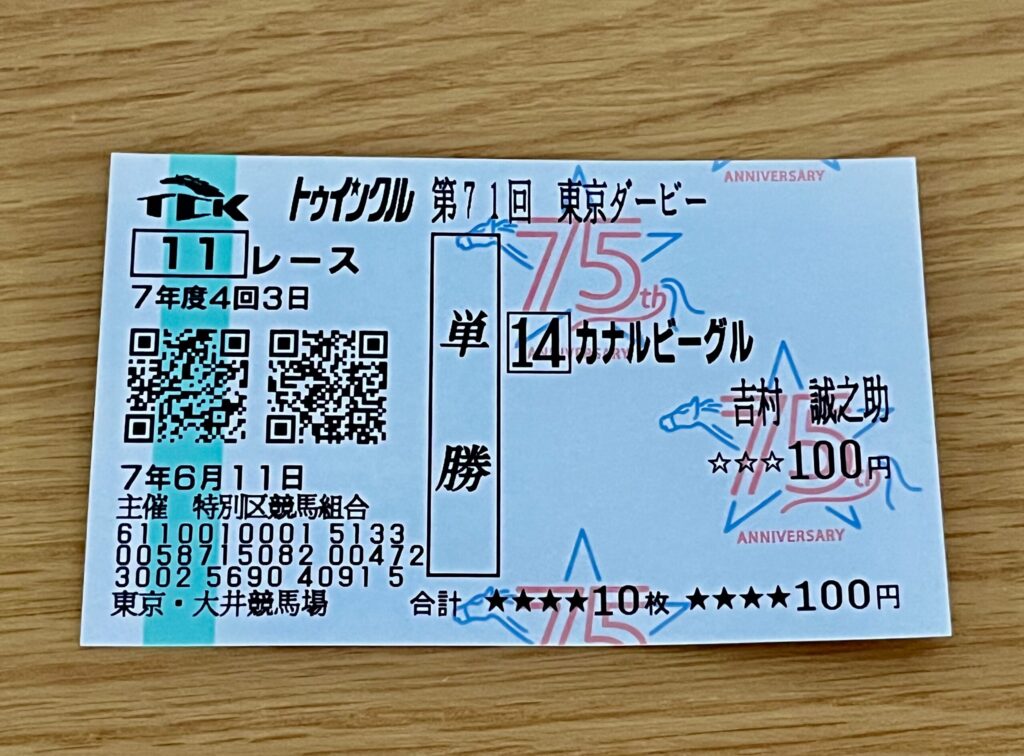 TCK トゥインクル 第71回 東京ダービー
11 レース
7年度4回3日
単勝
14 カナルビーグル
吉村 誠之助
☆☆☆100円
7年6月11日
主催 特別区競馬組合
6110010001 5133
0058715082 00472
3002 5690 4091 5
東京・大井競馬場
合計 ★★★★10枚 ★★★★100円
ANNIVERSARY
75th
ANNIVERSARY
75th
ANNIVERSARY
75